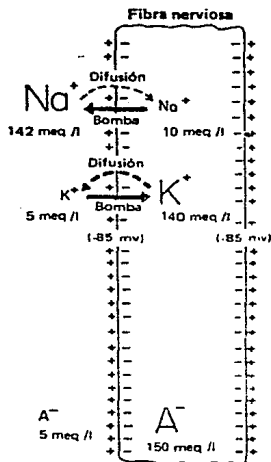 Fibra nerviosa
Difusión
Na+ Na+
Bomba
142 meq /l 10 meq /l
Difusión
K+ K+
Bomba
5 meq /l 140 meq /l
(-85 mv) (-85 mv)
A- A-
5 meq /l 150 meq /l